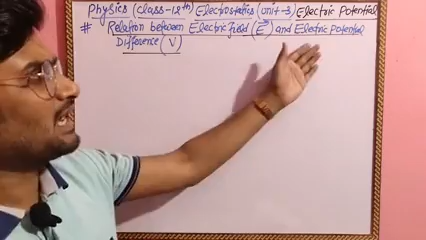 Physics (Class-12th) Electrostatics (Unit-3) Electric Potential
# Relation between Electric Field (E⃗) and Electric Potential
Difference (V)